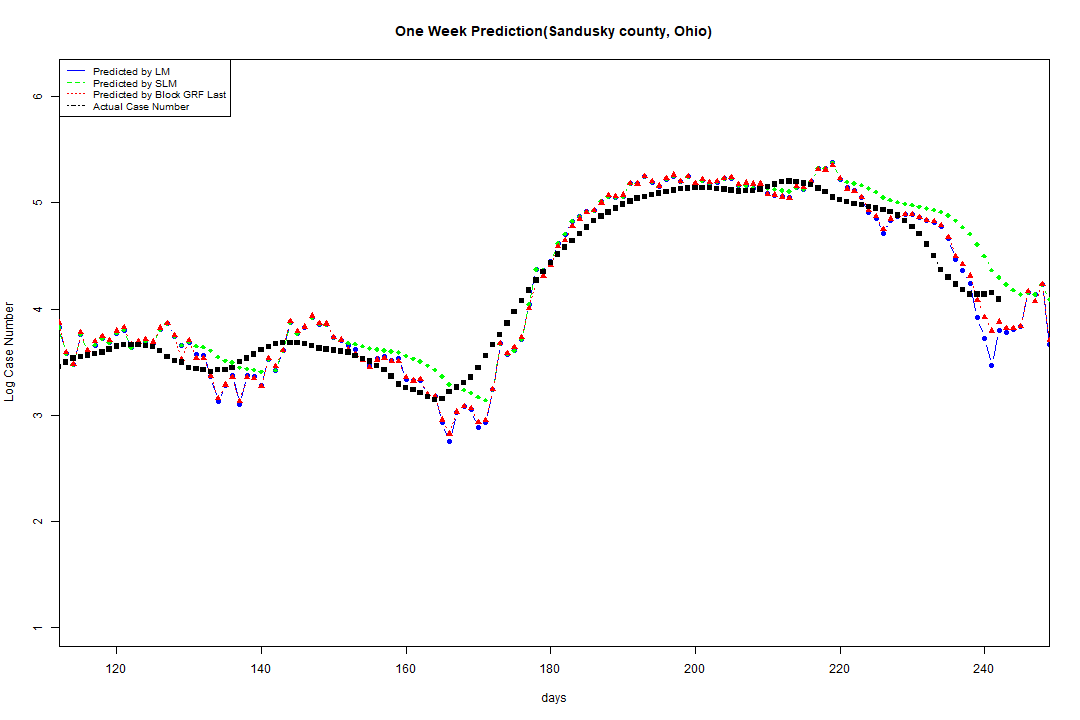 One Week Prediction(Sandusky county, Ohio)
Predicted by LM
Predicted by SLM
Predicted by Block GRF Last
Actual Case Number
6
5
4
3
2
1
Log Case Number
120 140 160 180 200 220 240
days